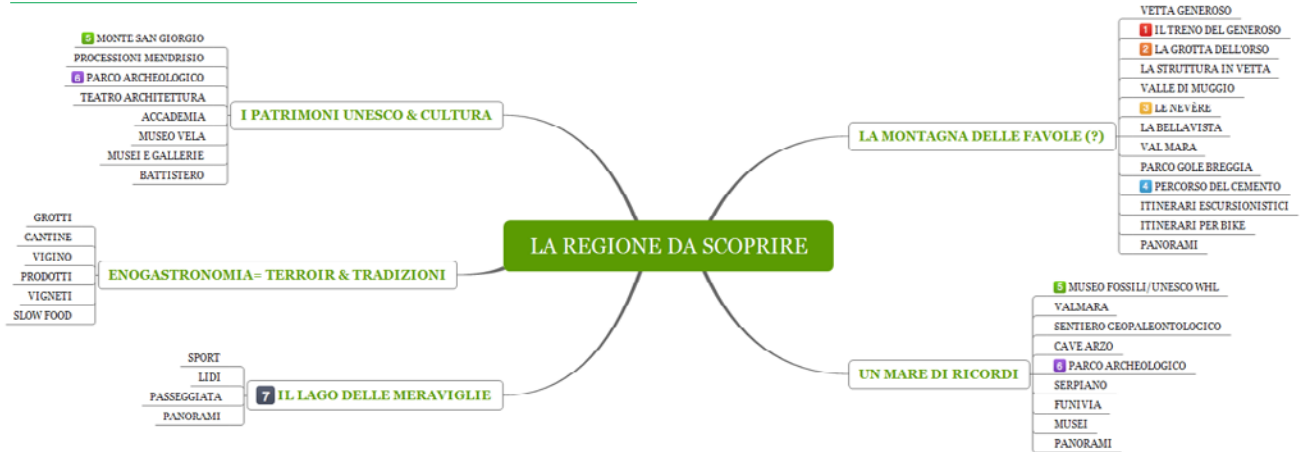 LA REGIONE DA SCOPRIRE
I PATRIMONI UNESCO & CULTURA
5 MONTE SAN GIORGIO
PROCESSIONI MENDRISIO
6 PARCO ARCHEOLOGICO
TEATRO ARCHITETTURA
ACCADEMIA
MUSEO VELA
MUSEI E GALLERIE
BATTISTERO
ENOGASTRONOMIA= TERROIR & TRADIZIONI
GROTTI
CANTINE
VIGINO
PRODOTTI
VIGNETI
SLOW FOOD
7 IL LAGO DELLE MERAVIGLIE
SPORT
LIDI
PASSEGGIATA
PANORAMI
LA MONTAGNA DELLE FAVOLE (?)
VETTA GENEROSO
1 IL TRENO DEL GENEROSO
2 LA GROTTA DELL'ORSO
LA STRUTTURA IN VETTA
VALLE DI MUGGIO
3 LE NEVÈRE
LA BELLAVISTA
VAL MARA
PARCO GOLE BREGGIA
4 PERCORSO DEL CEMENTO
ITINERARI ESCURSIONISTICI
ITINERARI PER BIKE
PANORAMI
UN MARE DI RICORDI
5 MUSEO FOSSILI/UNESCO WHL
VALMARA
SENTIERO GEOPALEONTOLOGICO
CAVE ARZO
6 PARCO ARCHEOLOGICO
SERPIANO
FUNIVIA
MUSEI
PANORAMI